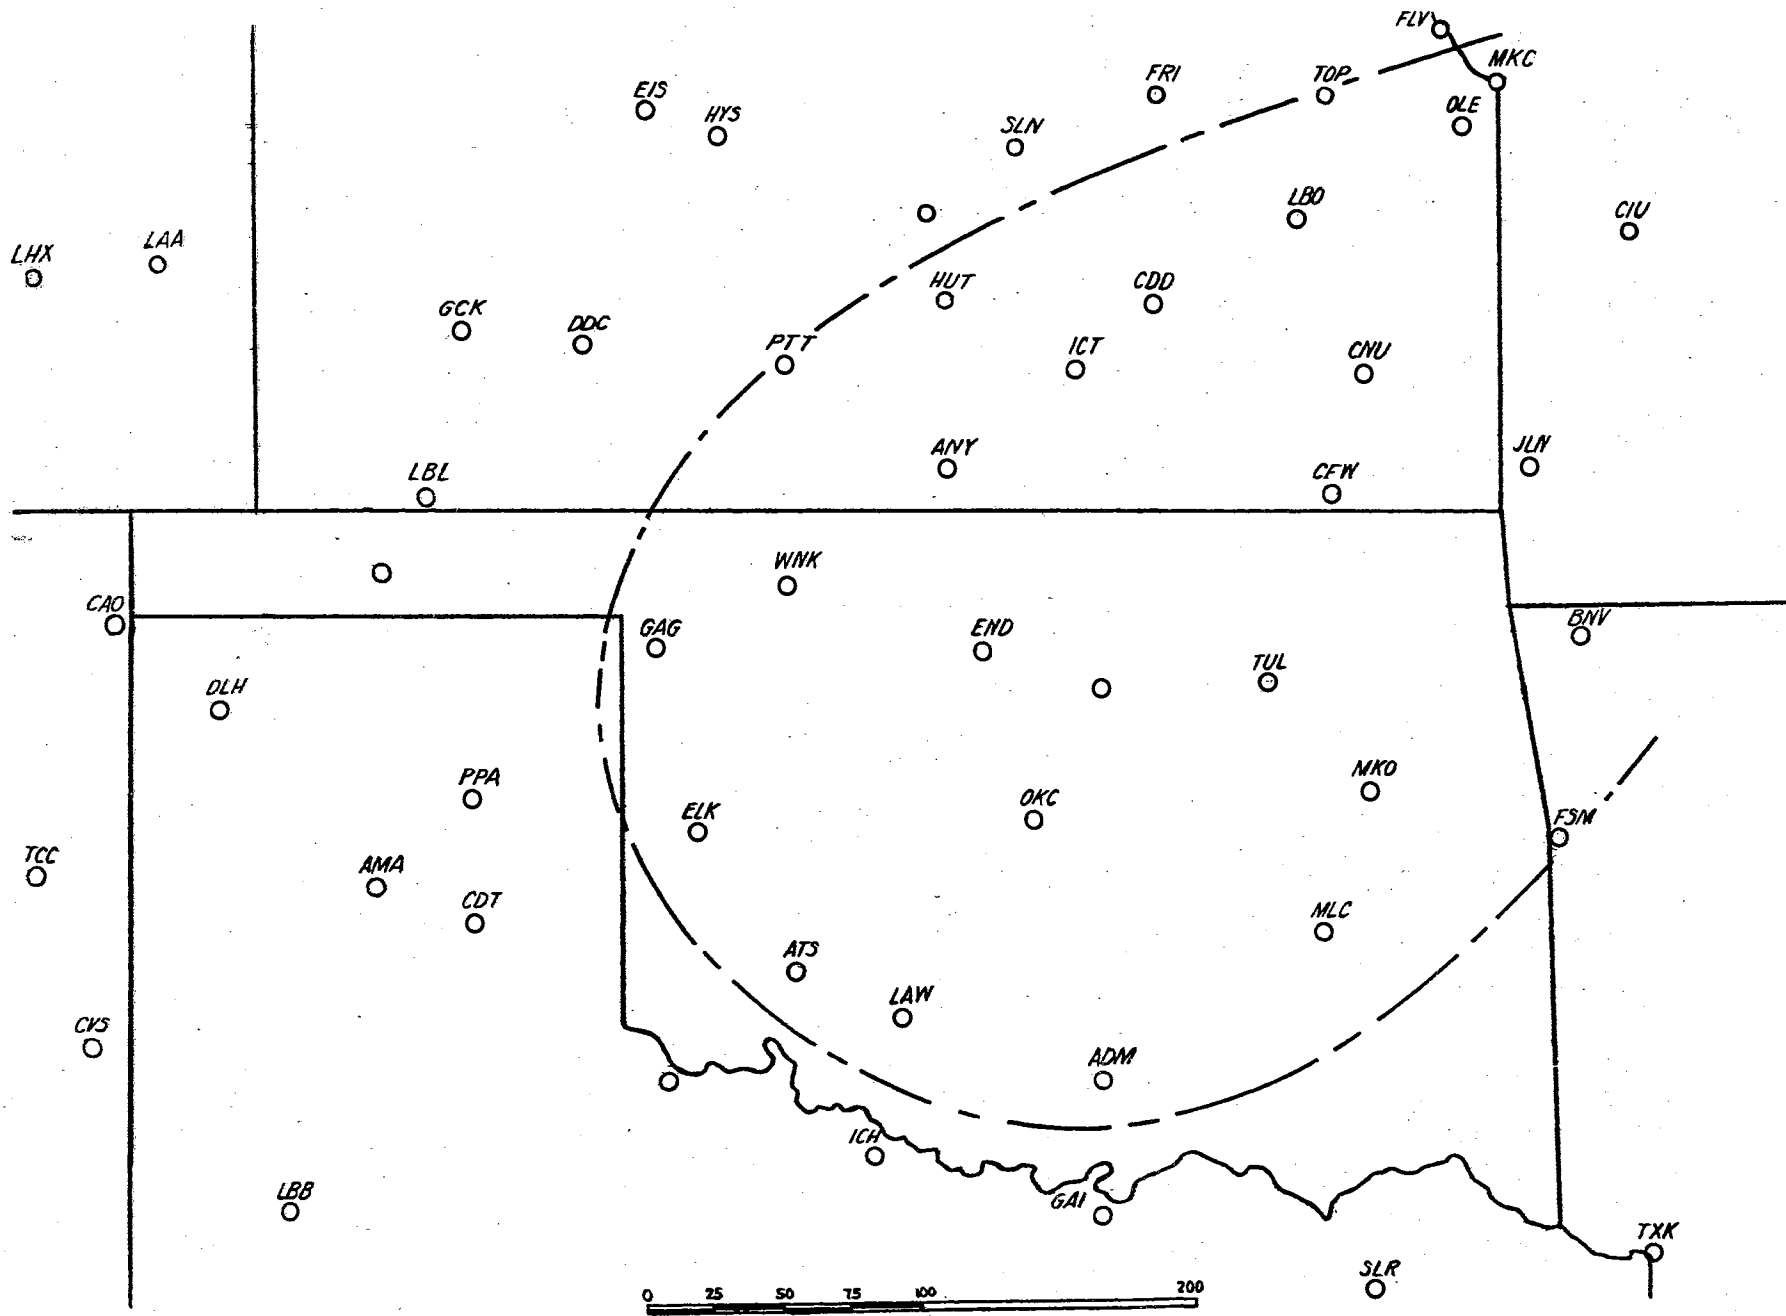 FLV
MKC
FRI
TOP
EIS
HYS
OLE
SLN
LBO
CIU
LAA
LHX
HUT
CDD
GCK
DDC
PTT
ICT
CNU
ANY
JLN
LBL
CFW
WNK
CAO
BNV
GAG
END
TUL
DLH
PPA
MKO
ELK
OKC
FSM
TCC
AMA
CDT
MLC
ATS
LAW
CVS
ADM
ICH
LBB
GAI
TXK
SLR
0 25 50 75 100 200